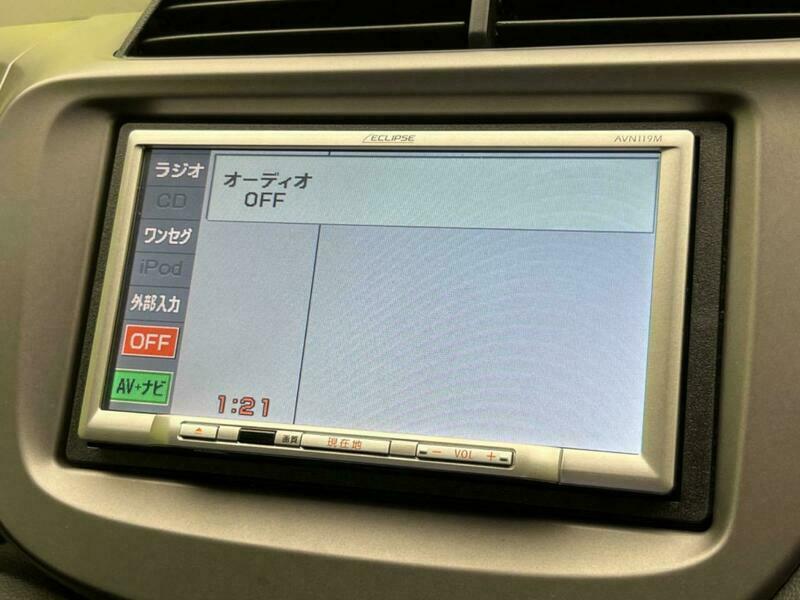 ECLIPSE
AVN119M
ラジオ
CD
ワンセグ
iPod
外部入力
OFF
AV+ナビ
オーディオ
OFF
1:21
画質
現在地
− VOL +